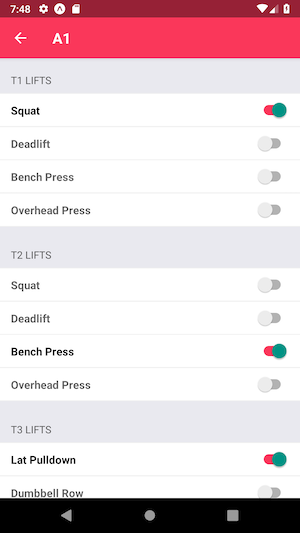 7:48
A1
T1 LIFTS
Squat
Deadlift
Bench Press
Overhead Press
T2 LIFTS
Squat
Deadlift
Bench Press
Overhead Press
T3 LIFTS
Lat Pulldown
Dumbbell Row